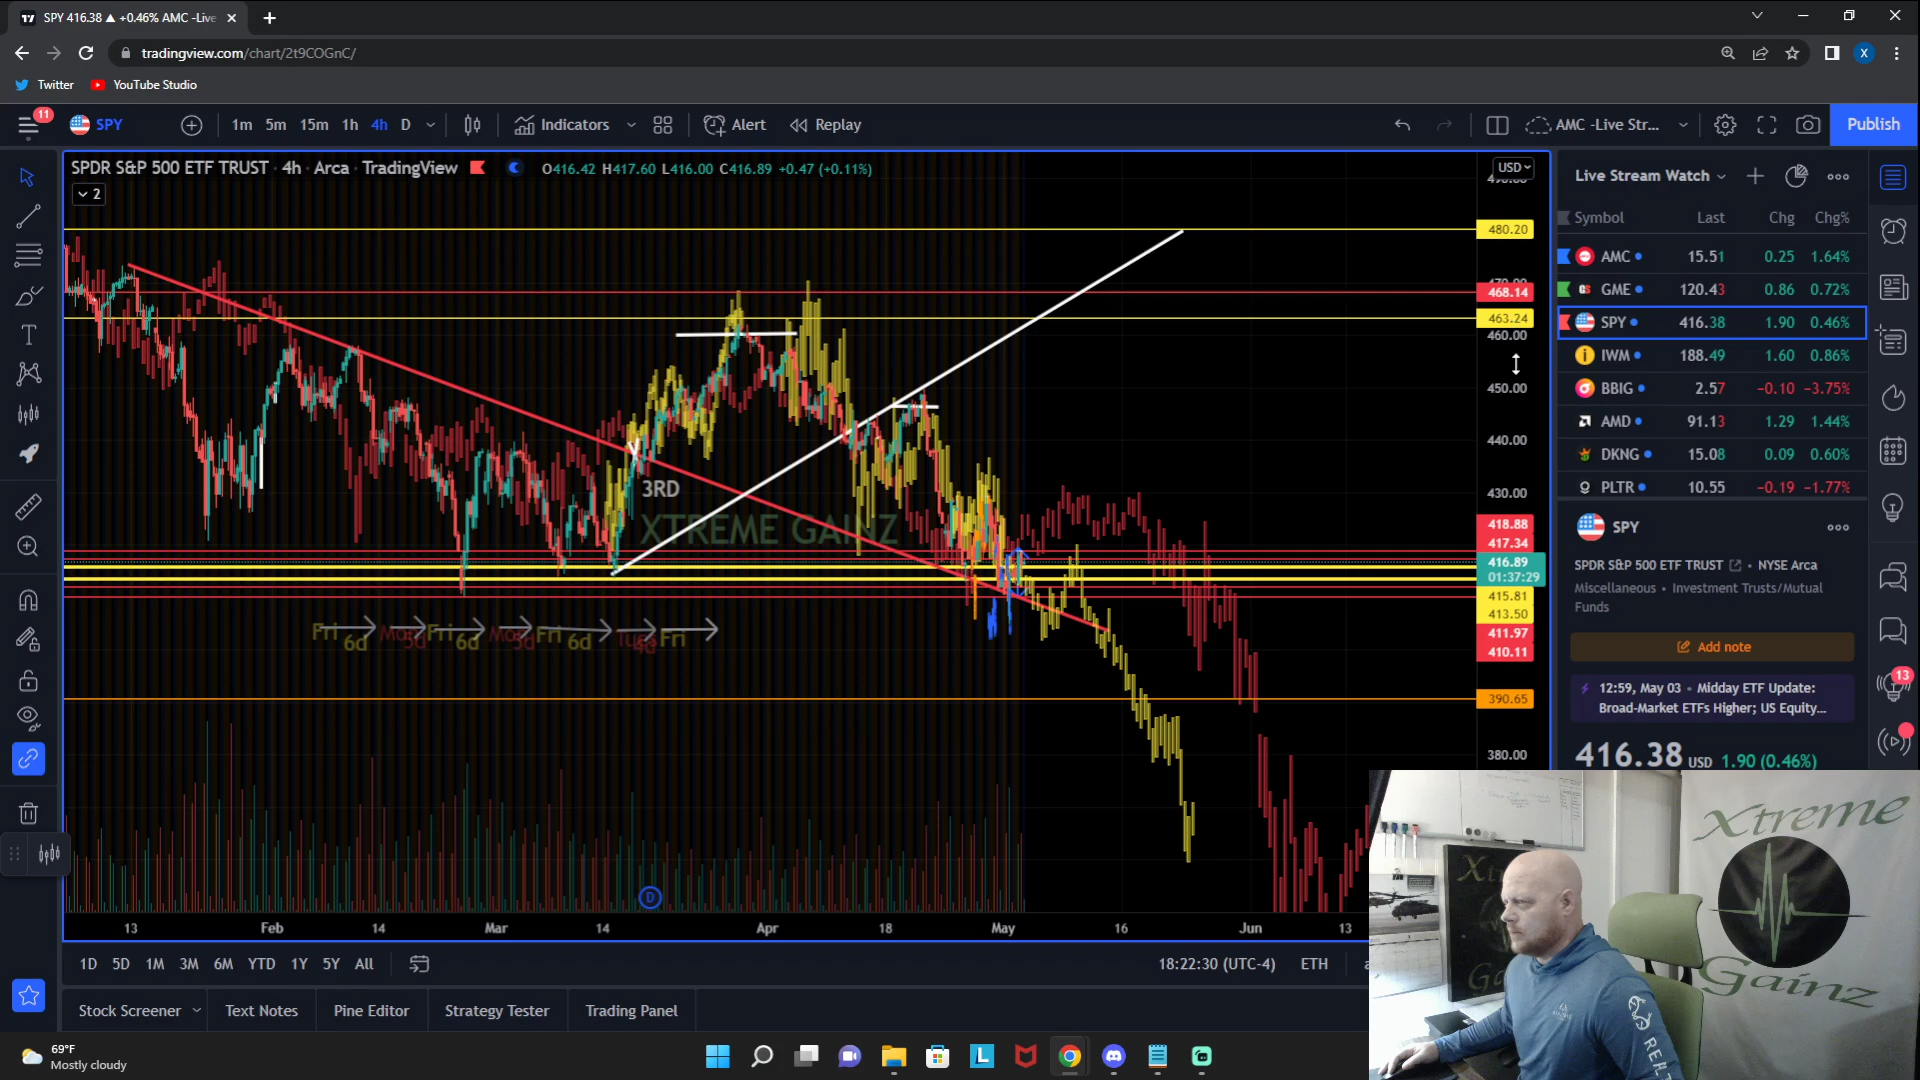 SPY 416.38 ▲ +0.46% AMC -Live
tradingview.com/chart/2t9COGnC/
Twitter YouTube Studio
11 SPY 1m 5m 15m 1h 4h D Indicators Alert Replay AMC -Live Str... Publish
SPDR S&P 500 ETF TRUST · 4h · Arca · TradingView O416.42 H417.60 L416.00 C416.89 +0.47 (+0.11%)
2
USD
480.20
468.14
463.24
460.00
450.00
440.00
430.00
418.88
417.34
416.89
01:37:29
415.81
413.50
411.97
410.11
390.65
380.00
3RD
XTREME GAINZ
Fri 6d Fri 6d Fri 6d Fri
D
13 Feb 14 Mar 14 Apr 18 May 16 Jun 13
1D 5D 1M 3M 6M YTD 1Y 5Y All
18:22:30 (UTC-4) ETH
Stock Screener Text Notes Pine Editor Strategy Tester Trading Panel
Live Stream Watch
Symbol Last Chg Chg%
AMC 15.51 0.25 1.64%
GME 120.43 0.86 0.72%
SPY 416.38 1.90 0.46%
IWM 188.49 1.60 0.86%
BBIG 2.57 −0.10 −3.75%
AMD 91.13 1.29 1.44%
DKNG 15.08 0.09 0.60%
PLTR 10.55 −0.19 −1.77%
SPY
SPDR S&P 500 ETF TRUST • NYSE Arca
Miscellaneous • Investment Trusts/Mutual
Funds
Add note
12:59, May 03 • Midday ETF Update:
Broad-Market ETFs Higher; US Equity...
416.38 USD 1.90 (0.46%)
13
Xtreme
Gainz
69°F
Mostly cloudy